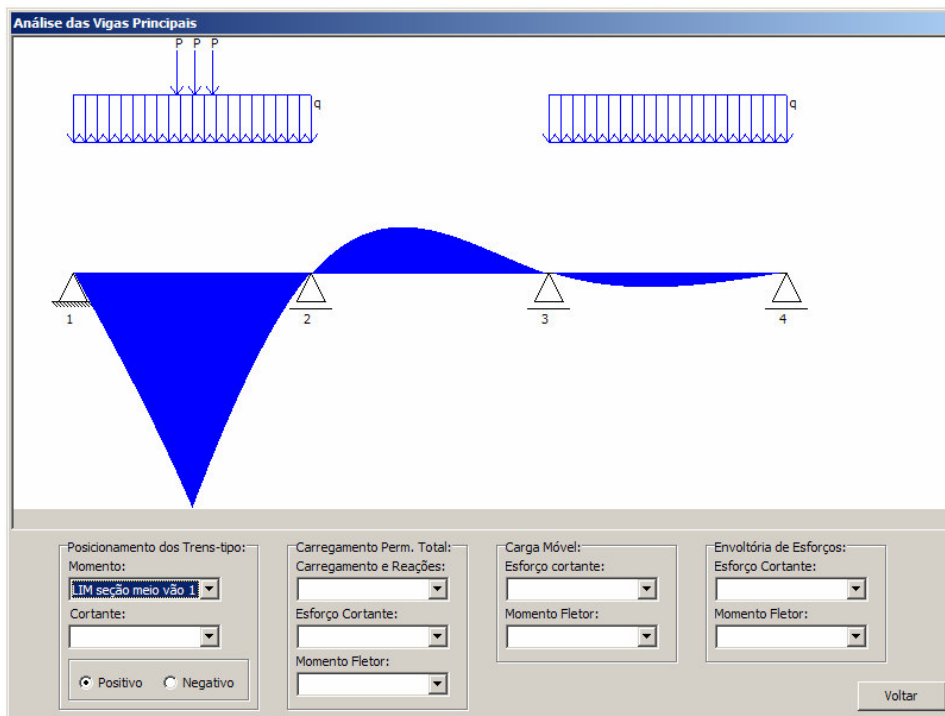 Análise das Vigas Principais
P P P
q
q
1
2
3
4
Posicionamento dos Trens-tipo:
Momento:
LIM seção meio vão 1
Cortante:
Positivo
Negativo
Carregamento Perm. Total:
Carregamento e Reações:
Esforço Cortante:
Momento Fletor:
Carga Móvel:
Esforço cortante:
Momento Fletor:
Envoltória de Esforços:
Esforço Cortante:
Momento Fletor:
Voltar